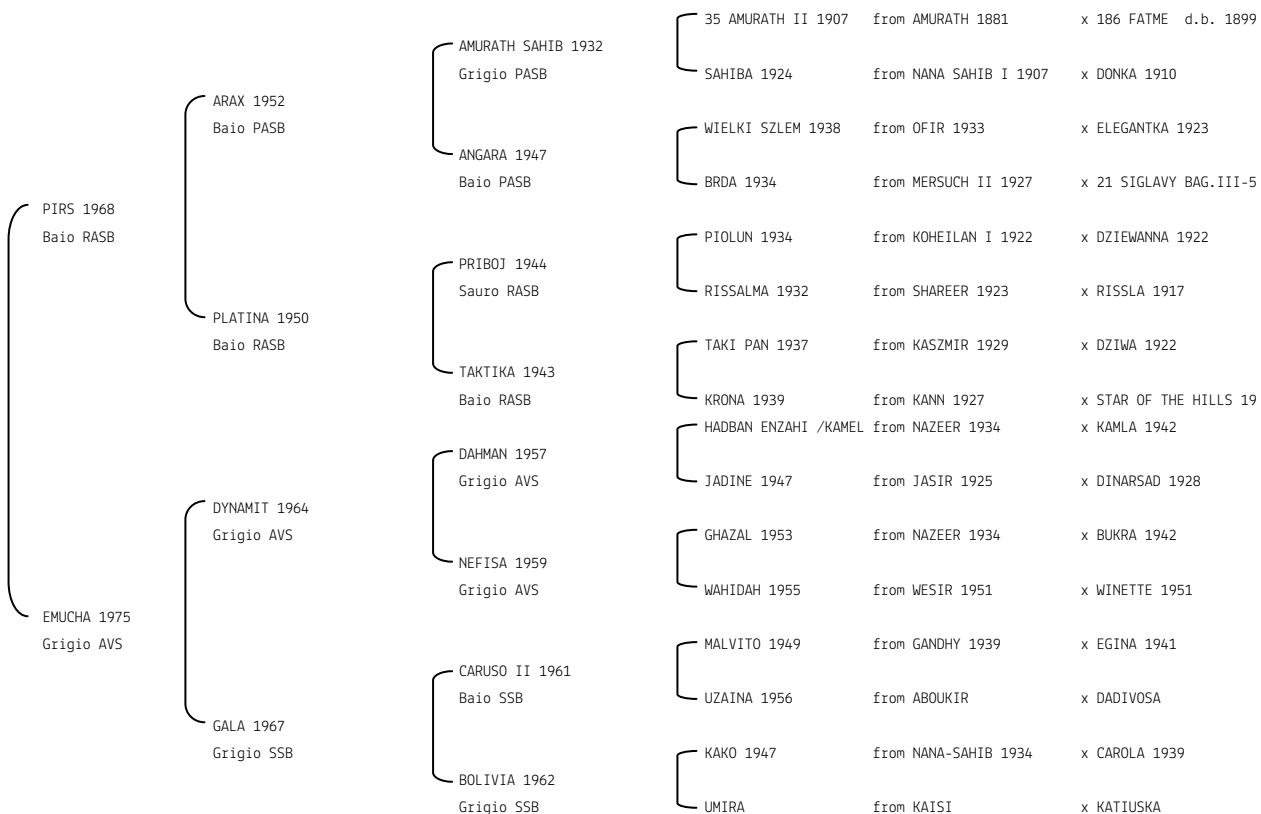 35 AMURATH II 1907 from AMURATH 1881 x 186 FATME d.b. 1899
AMURATH SAHIB 1932
Grigio PASB SAHIBA 1924 from NANA SAHIB I 1907 x DONKA 1910
ARAX 1952
Baio PASB WIELKI SZLEM 1938 from OFIR 1933 x ELEGANTKA 1923
ANGARA 1947
Baio PASB BRDA 1934 from MERSUCH II 1927 x 21 SIGLAVY BAG.III-5
PIRS 1968
Baio RASB PIOLUN 1934 from KOHEILAN I 1922 x DZIEWANNA 1922
PRIBOJ 1944
Sauro RASB RISSALMA 1932 from SHAREER 1923 x RISSLA 1917
PLATINA 1950
Baio RASB TAKI PAN 1937 from KASZMIR 1929 x DZIWA 1922
TAKTIKA 1943
Baio RASB KRONA 1939 from KANN 1927 x STAR OF THE HILLS 19
HADBAN ENZAHI /KAMEL from NAZEER 1934 x KAMLA 1942
DAHMAN 1957
Grigio AVS JADINE 1947 from JASIR 1925 x DINARSAD 1928
DYNAMIT 1964
Grigio AVS GHAZAL 1953 from NAZEER 1934 x BUKRA 1942
NEFISA 1959
Grigio AVS WAHIDAH 1955 from WESIR 1951 x WINETTE 1951
EMUCHA 1975
Grigio AVS MALVITO 1949 from GANDHY 1939 x EGINA 1941
CARUSO II 1961
Baio SSB UZAINA 1956 from ABOUKIR x DADIVOSA
GALA 1967
Grigio SSB KAKO 1947 from NANA-SAHIB 1934 x CAROLA 1939
BOLIVIA 1962
Grigio SSB UMIRA from KAISI x KATIUSKA